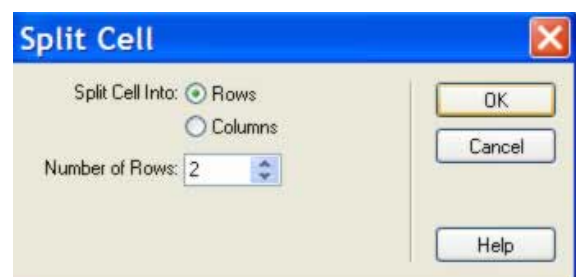 Split Cell
Split Cell Into: Rows
Columns
Number of Rows: 2
OK
Cancel
Help